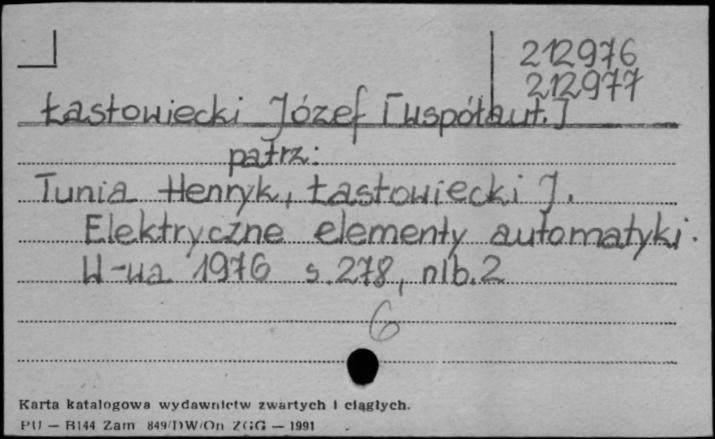 212976
212977
Łastowiecki Józef [współaut.]
patrz:
Tunia Henryk, Łastowiecki J.
Elektryczne elementy automatyki.
W-wa 1976 s.278, nlb.2
6
Karta katalogowa wydawnictw zwartych i ciągłych.
PU — B144 Zam 849/DW/On ZGG — 1991